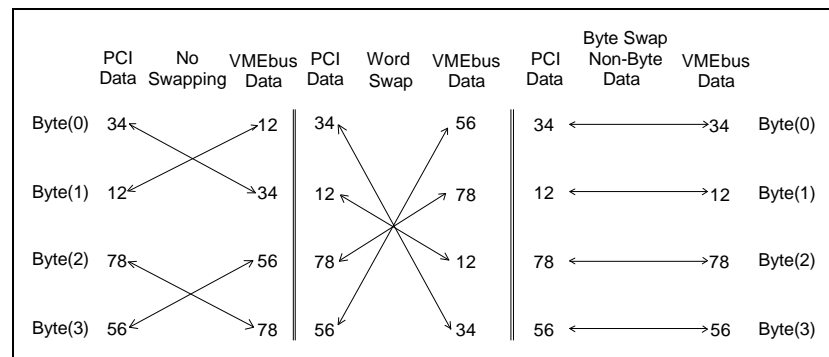 PCI Data No Swapping VMEbus Data PCI Data Word Swap VMEbus Data PCI Data Byte Swap Non-Byte Data VMEbus Data
Byte(0) 34 12 34 56 34 34 Byte(0)
Byte(1) 12 34 12 78 12 12 Byte(1)
Byte(2) 78 56 78 12 78 78 Byte(2)
Byte(3) 56 78 56 34 56 56 Byte(3)